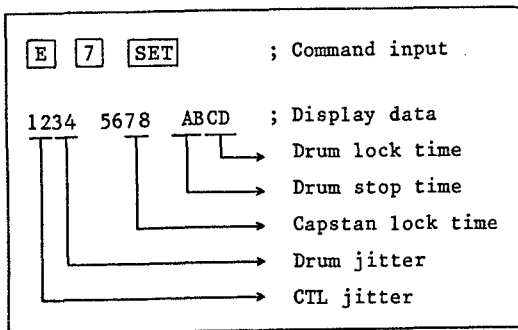 E 7 SET ; Command input
1234 5678 ABCD ; Display data
Drum lock time
Drum stop time
Capstan lock time
Drum jitter
CTL jitter